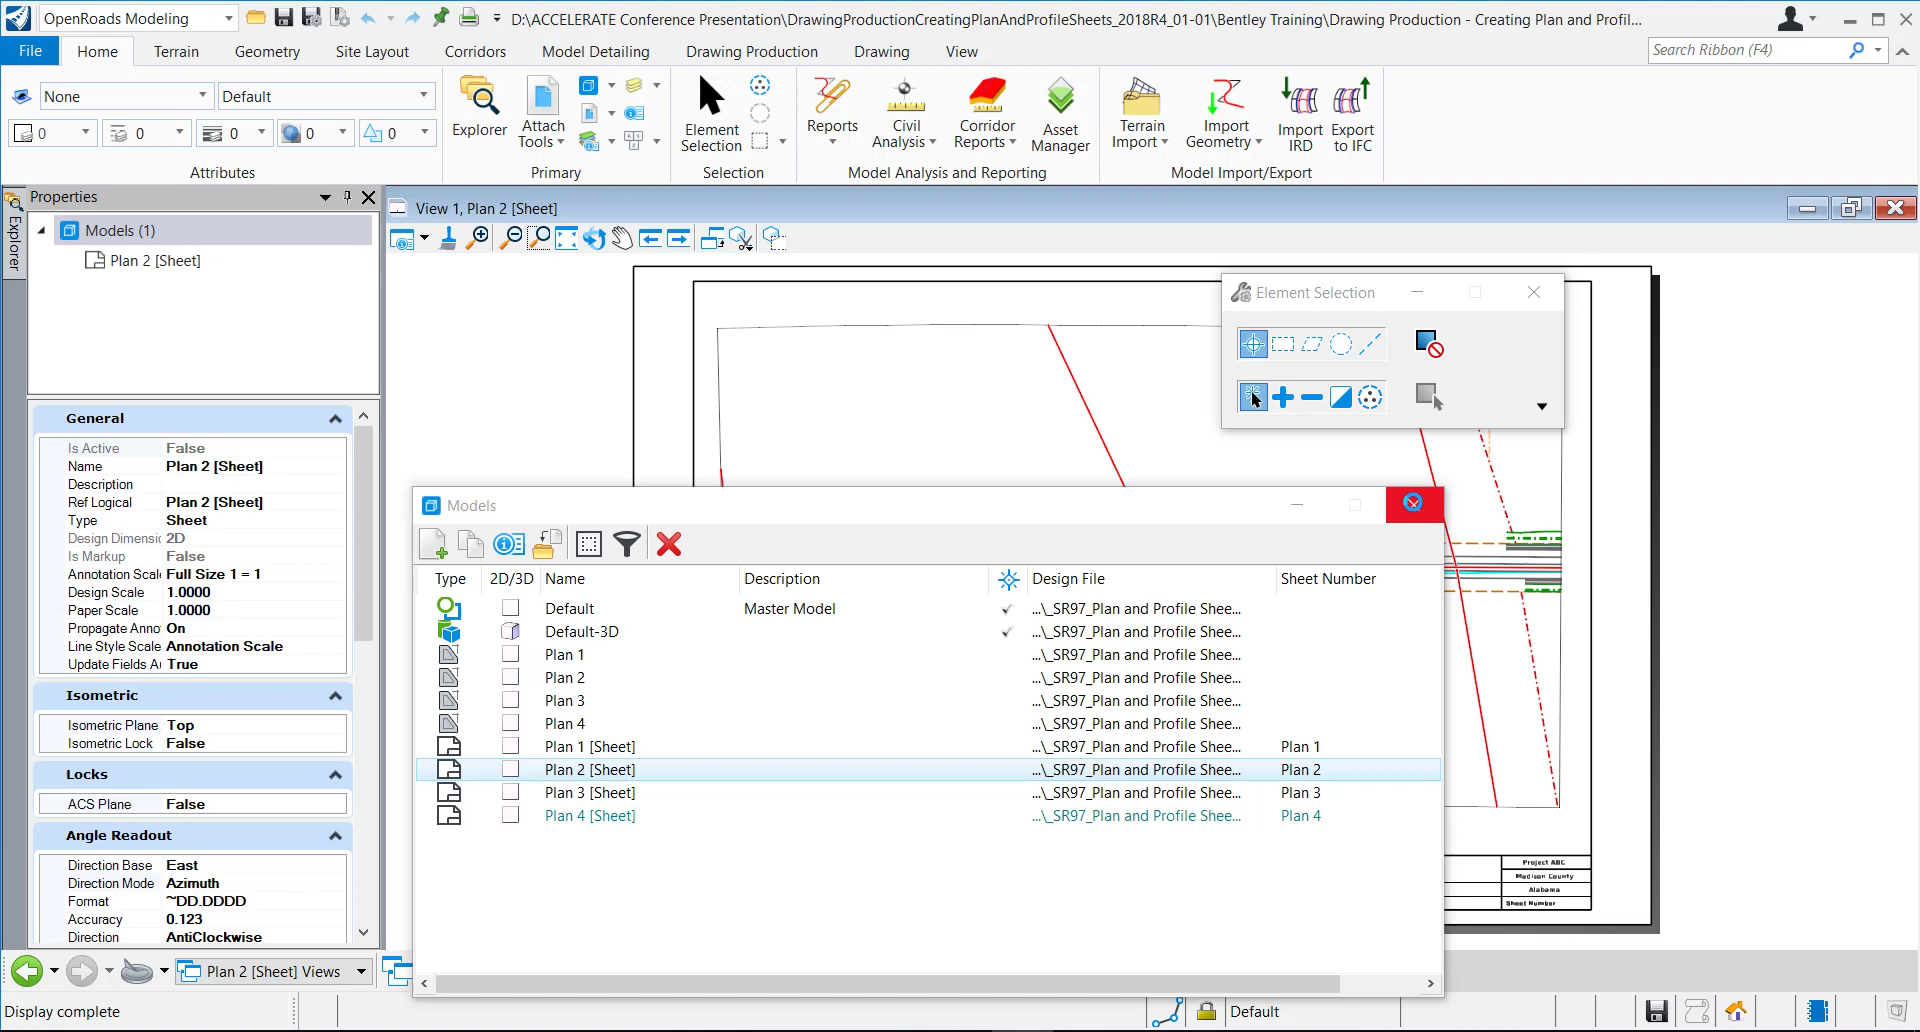 OpenRoads Modeling
D:\ACCELERATE Conference Presentation\DrawingProductionCreatingPlanAndProfileSheets_2018R4_01-01\Bentley Training\Drawing Production - Creating Plan and Profil...
File
Home
Terrain
Geometry
Site Layout
Corridors
Model Detailing
Drawing Production
Drawing
View
Search Ribbon (F4)
None
Default
0
0
0
0
0
Attributes
Explorer
Attach
Tools
Primary
Element
Selection
Selection
Reports
Civil
Analysis
Corridor
Reports
Asset
Manager
Model Analysis and Reporting
Terrain
Import
Import
Geometry
Import
IRD
Export
to IFC
Model Import/Export
Explorer
Properties
Models (1)
Plan 2 [Sheet]
General
Is Active False
Name Plan 2 [Sheet]
Description
Ref Logical Plan 2 [Sheet]
Type Sheet
Design Dimensic 2D
Is Markup False
Annotation Scale Full Size 1 = 1
Design Scale 1.0000
Paper Scale 1.0000
Propagate Anno On
Line Style Scale Annotation Scale
Update Fields Au True
Isometric
Isometric Plane Top
Isometric Lock False
Locks
ACS Plane False
Angle Readout
Direction Base East
Direction Mode Azimuth
Format ~DD.DDDD
Accuracy 0.123
Direction AntiClockwise
View 1, Plan 2 [Sheet]
Element Selection
Models
Type 2D/3D Name Description Design File Sheet Number
Default Master Model ...\_SR97_Plan and Profile Shee...
Default-3D ...\_SR97_Plan and Profile Shee...
Plan 1 ...\_SR97_Plan and Profile Shee...
Plan 2 ...\_SR97_Plan and Profile Shee...
Plan 3 ...\_SR97_Plan and Profile Shee...
Plan 4 ...\_SR97_Plan and Profile Shee...
Plan 1 [Sheet] ...\_SR97_Plan and Profile Shee... Plan 1
Plan 2 [Sheet] ...\_SR97_Plan and Profile Shee... Plan 2
Plan 3 [Sheet] ...\_SR97_Plan and Profile Shee... Plan 3
Plan 4 [Sheet] ...\_SR97_Plan and Profile Shee... Plan 4
Project ABC
Madison County
Alabama
Sheet Number
Plan 2 [Sheet] Views
Display complete
Default